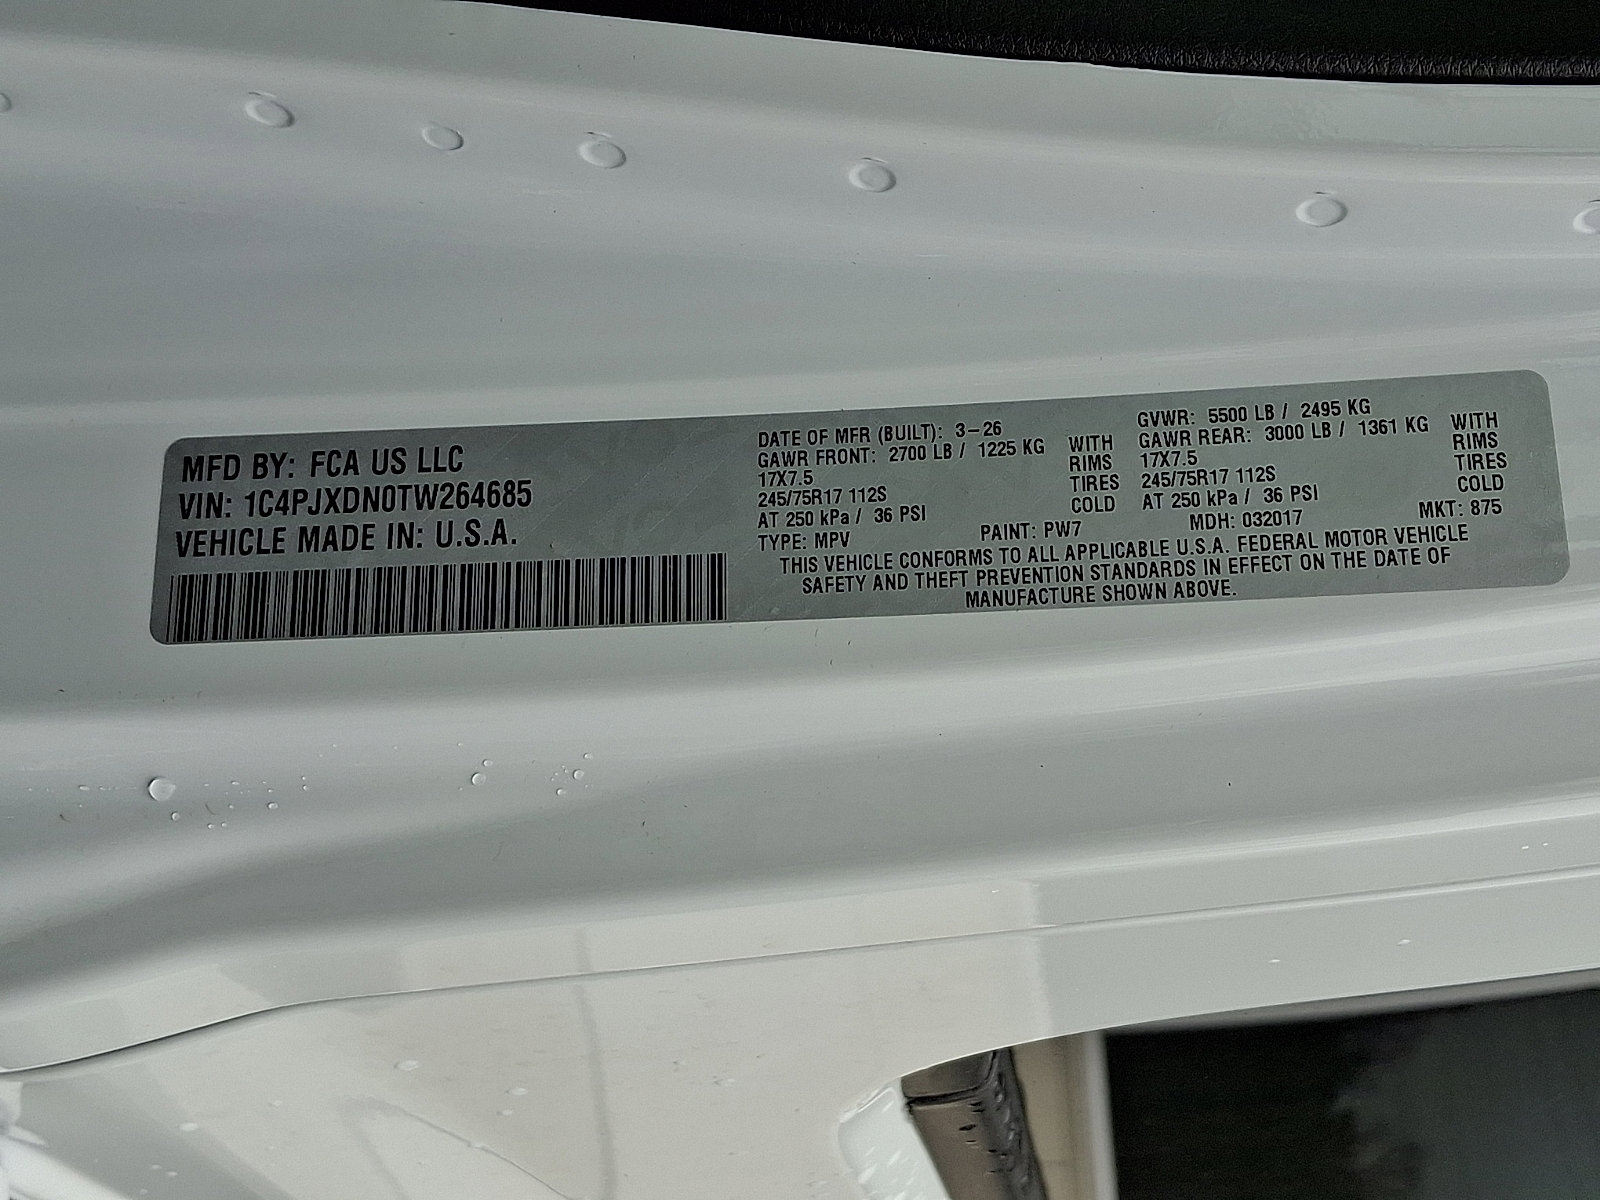 MFD BY: FCA US LLC
VIN: 1C4PJXDN0TW264685
VEHICLE MADE IN: U.S.A.
DATE OF MFR (BUILT): 3-26
GAWR FRONT: 2700 LB / 1225 KG WITH
17X7.5 RIMS
245/75R17 112S TIRES
AT 250 kPa / 36 PSI COLD
GVWR: 5500 LB / 2495 KG
GAWR REAR: 3000 LB / 1361 KG WITH
17X7.5 RIMS
245/75R17 112S TIRES
AT 250 kPa / 36 PSI COLD
TYPE: MPV PAINT: PW7 MDH: 032017 MKT: 875
THIS VEHICLE CONFORMS TO ALL APPLICABLE U.S.A. FEDERAL MOTOR VEHICLE
SAFETY AND THEFT PREVENTION STANDARDS IN EFFECT ON THE DATE OF
MANUFACTURE SHOWN ABOVE.